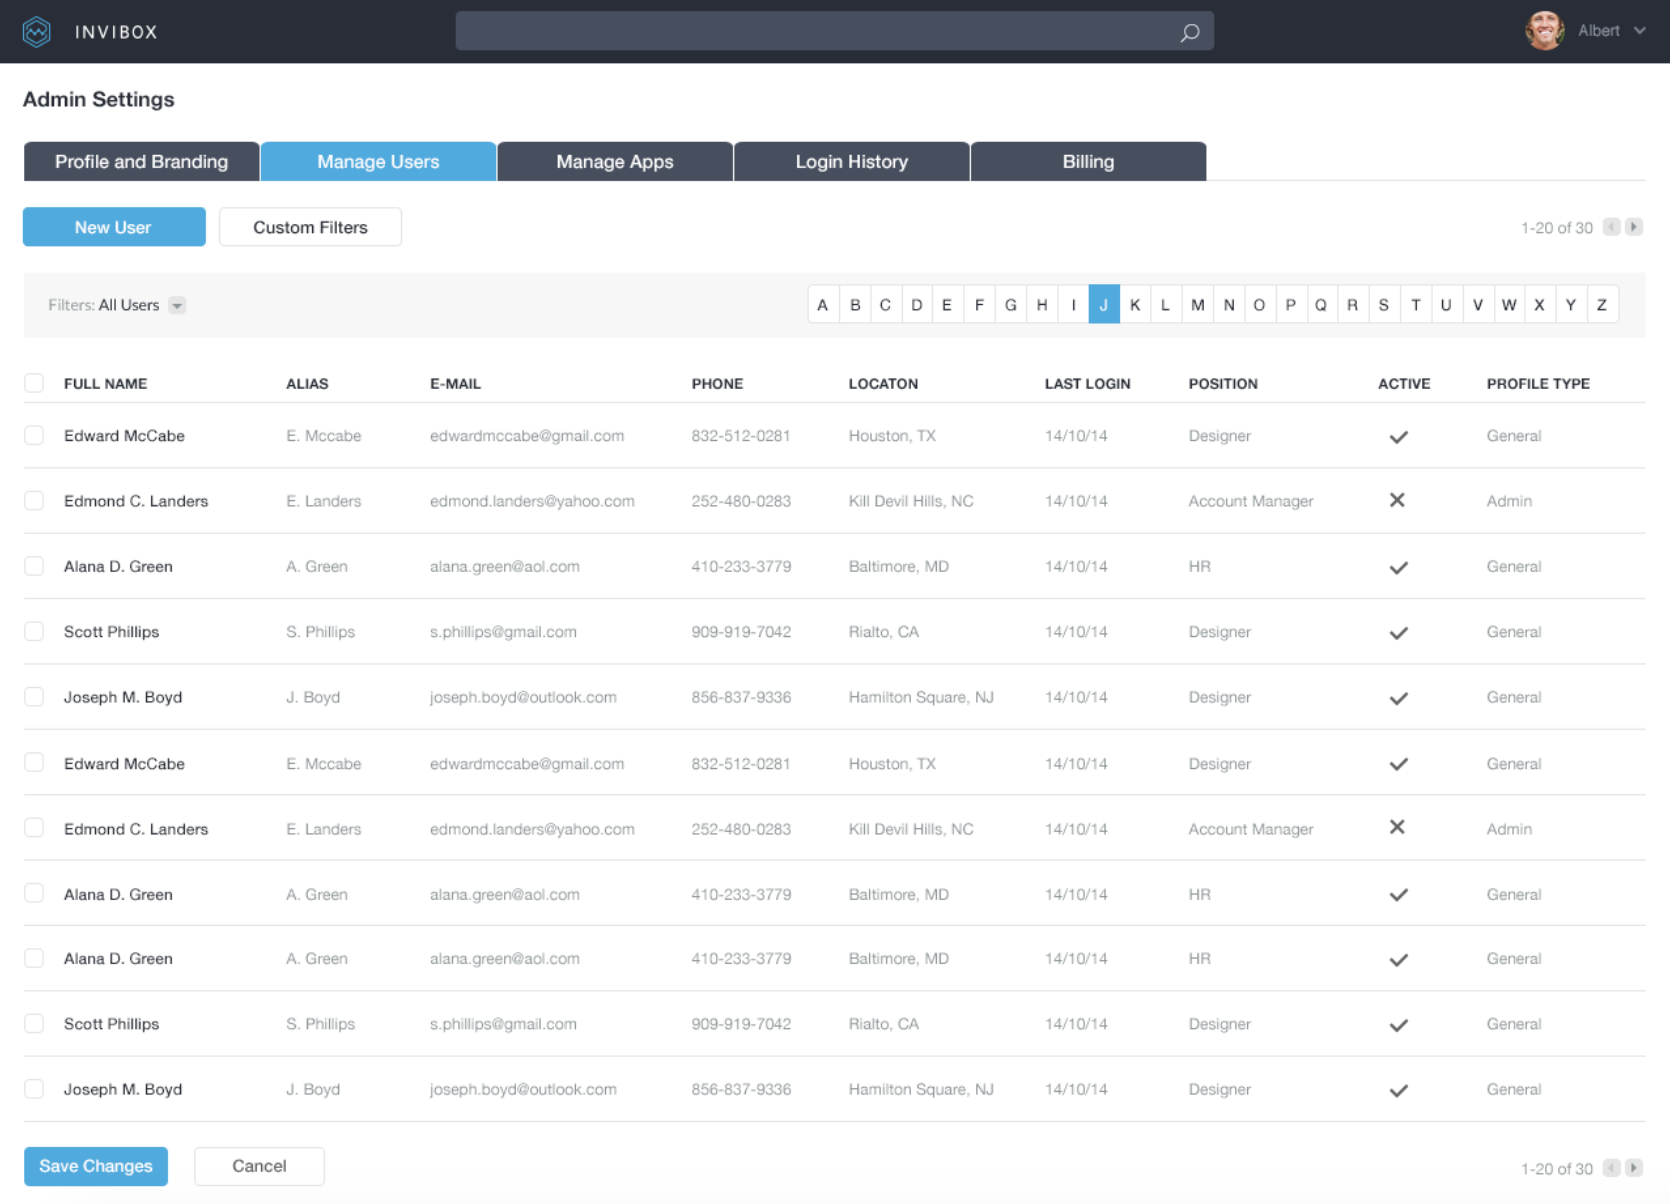 INVIBOX
Albert
Admin Settings
Profile and Branding Manage Users Manage Apps Login History Billing
New User Custom Filters 1-20 of 30
Filters: All Users A B C D E F G H I J K L M N O P Q R S T U V W X Y Z
FULL NAME ALIAS E-MAIL PHONE LOCATON LAST LOGIN POSITION ACTIVE PROFILE TYPE
Edward McCabe E. Mccabe edwardmccabe@gmail.com 832-512-0281 Houston, TX 14/10/14 Designer General
Edmond C. Landers E. Landers edmond.landers@yahoo.com 252-480-0283 Kill Devil Hills, NC 14/10/14 Account Manager Admin
Alana D. Green A. Green alana.green@aol.com 410-233-3779 Baltimore, MD 14/10/14 HR General
Scott Phillips S. Phillips s.phillips@gmail.com 909-919-7042 Rialto, CA 14/10/14 Designer General
Joseph M. Boyd J. Boyd joseph.boyd@outlook.com 856-837-9336 Hamilton Square, NJ 14/10/14 Designer General
Edward McCabe E. Mccabe edwardmccabe@gmail.com 832-512-0281 Houston, TX 14/10/14 Designer General
Edmond C. Landers E. Landers edmond.landers@yahoo.com 252-480-0283 Kill Devil Hills, NC 14/10/14 Account Manager Admin
Alana D. Green A. Green alana.green@aol.com 410-233-3779 Baltimore, MD 14/10/14 HR General
Alana D. Green A. Green alana.green@aol.com 410-233-3779 Baltimore, MD 14/10/14 HR General
Scott Phillips S. Phillips s.phillips@gmail.com 909-919-7042 Rialto, CA 14/10/14 Designer General
Joseph M. Boyd J. Boyd joseph.boyd@outlook.com 856-837-9336 Hamilton Square, NJ 14/10/14 Designer General
Save Changes Cancel 1-20 of 30